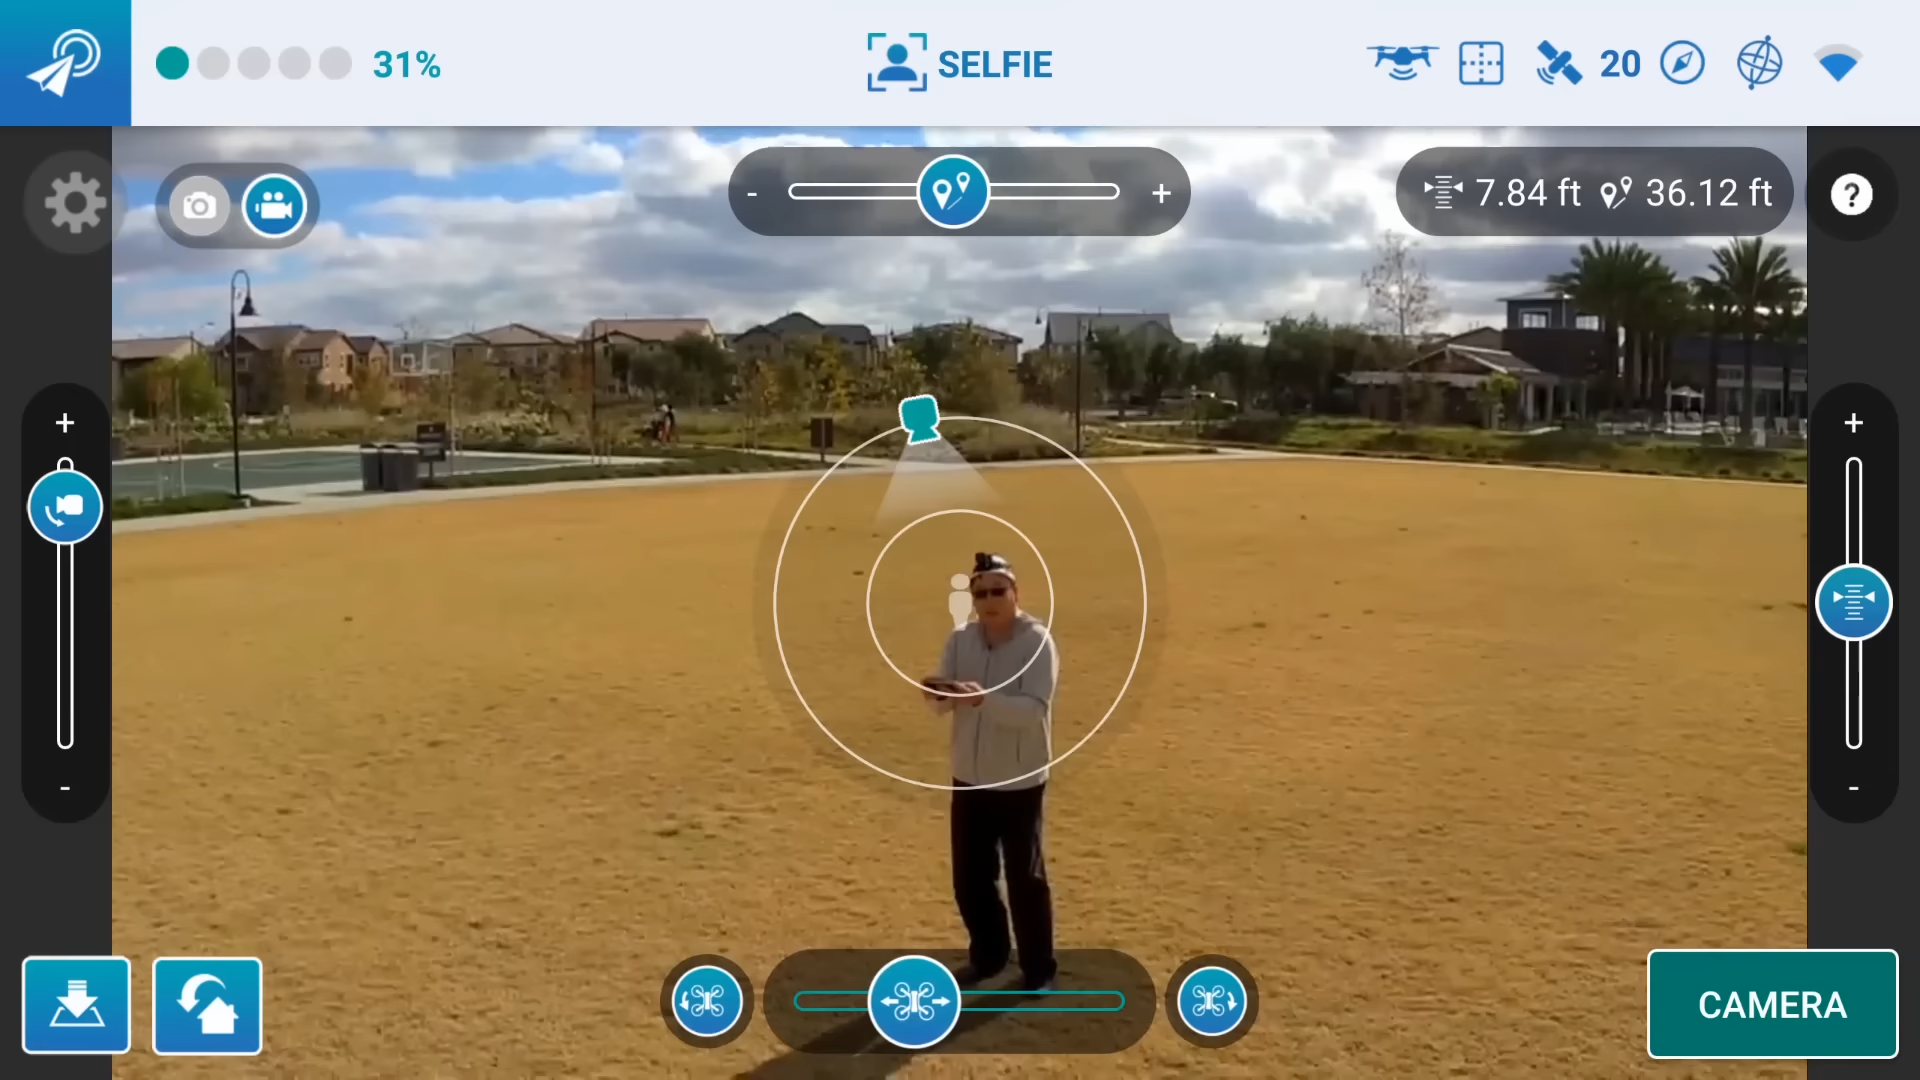 31%
SELFIE
20
- +
7.84 ft 36.12 ft
?
+
-
+
-
CAMERA